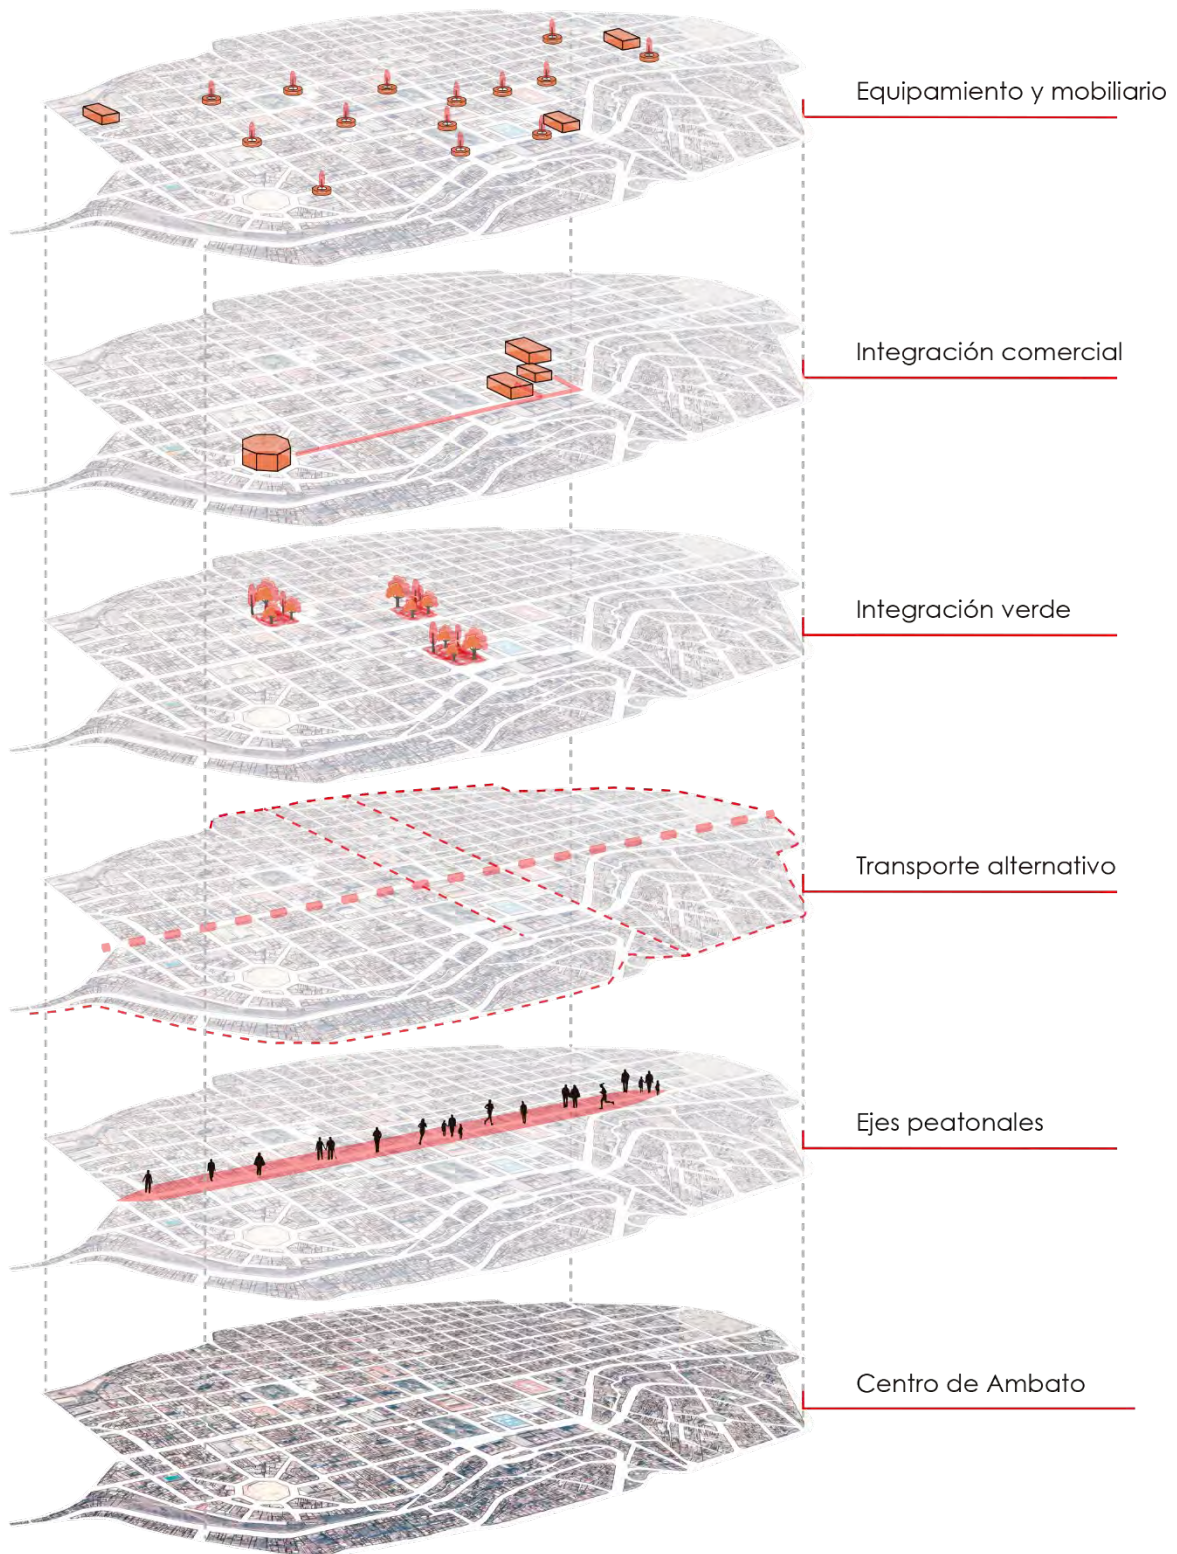 Equipamiento y mobiliario
Integración comercial
Integración verde
Transporte alternativo
Ejes peatonales
Centro de Ambato